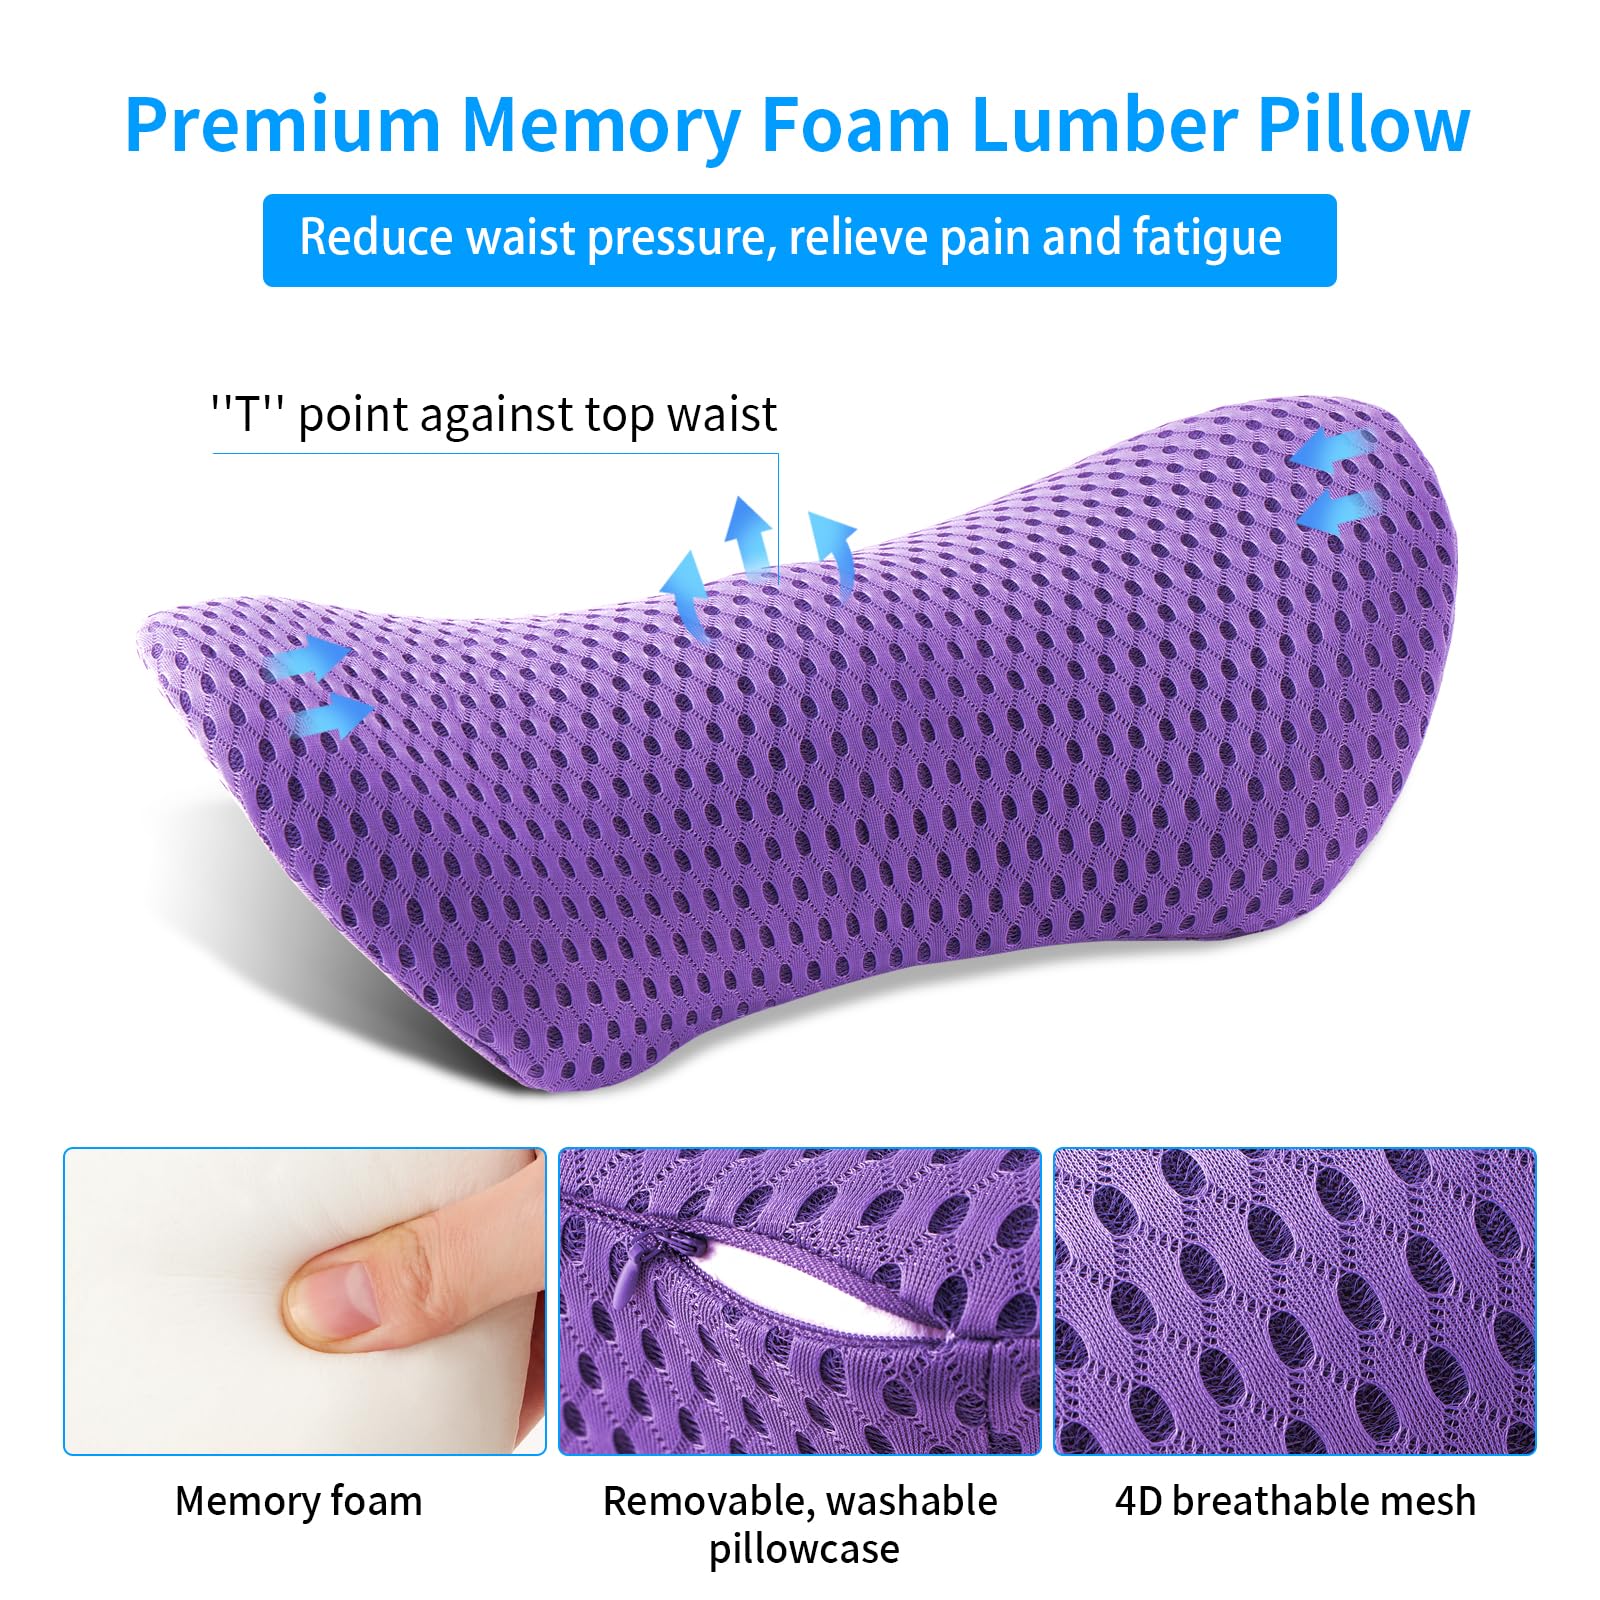 Premium Memory Foam Lumber Pillow
Reduce waist pressure, relieve pain and fatigue
''T'' point against top waist
Memory foam
Removable, washable
pillowcase
4D breathable mesh